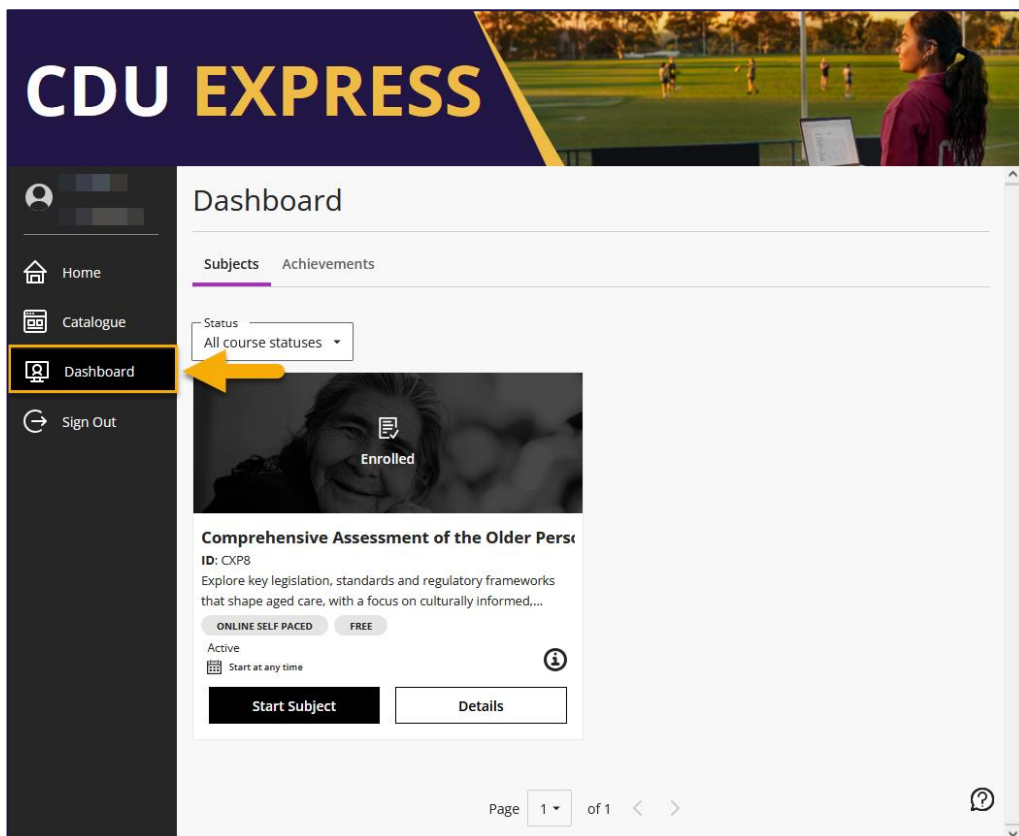 CDU EXPRESS
Dashboard
Home
Catalogue
Dashboard
Sign Out
Subjects Achievements
Status
All course statuses
Enrolled
Comprehensive Assessment of the Older Perso
ID: CXP8
Explore key legislation, standards and regulatory frameworks
that shape aged care, with a focus on culturally informed,...
ONLINE SELF PACED FREE
Active
Start at any time
Start Subject Details
Page 1 of 1